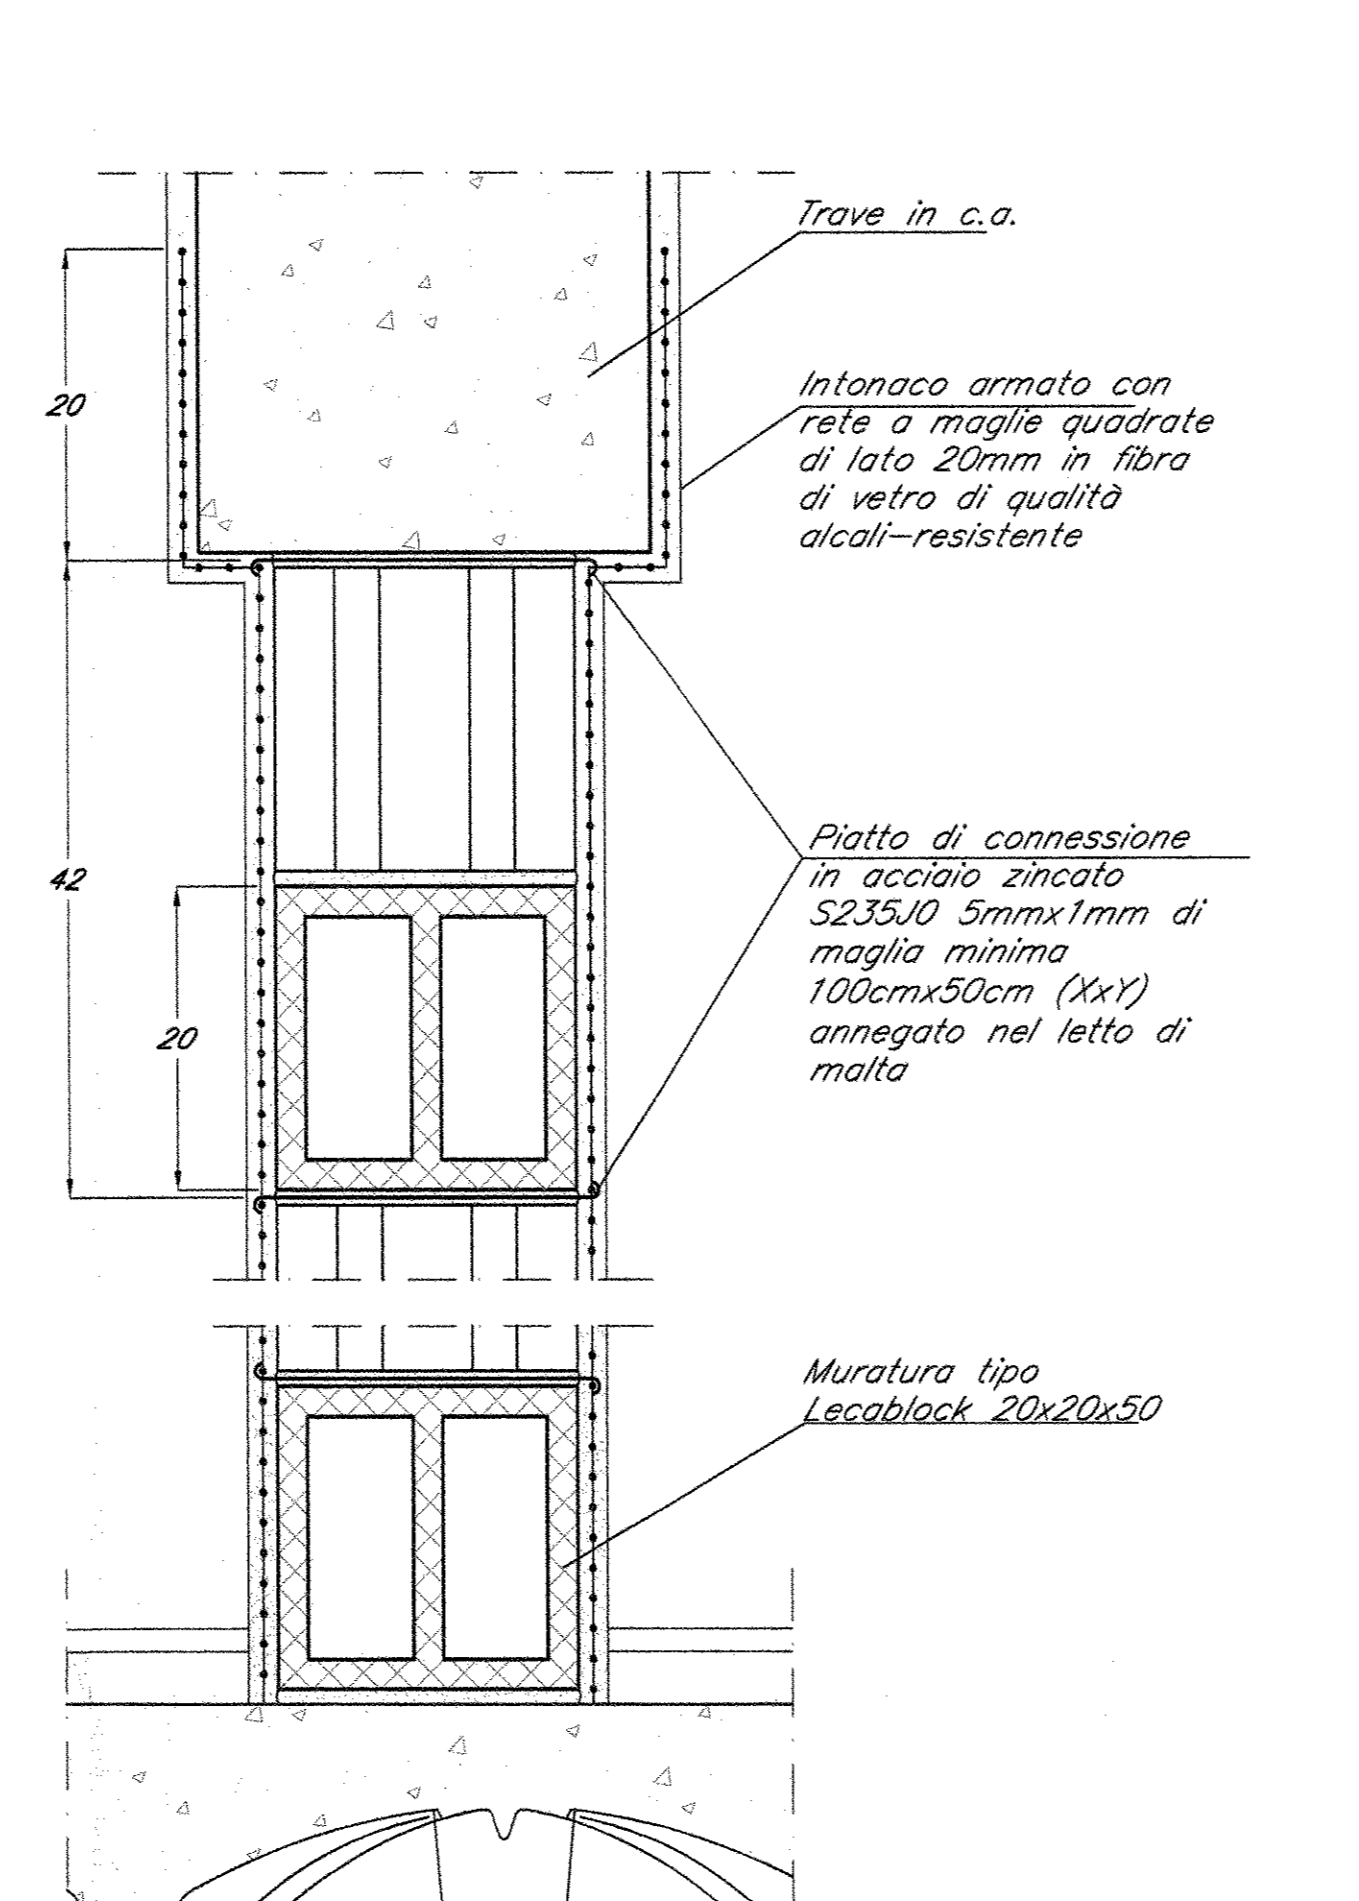 Trave in c.a.
20
Intonaco armato con
rete a maglie quadrate
di lato 20mm in fibra
di vetro di qualità
alcali-resistente
42
20
Piatto di connessione
in acciaio zincato
S235J0 5mmx1mm di
maglia minima
100cmx50cm (XxY)
annegato nel letto di
malta
Muratura tipo
Lecablock 20x20x50